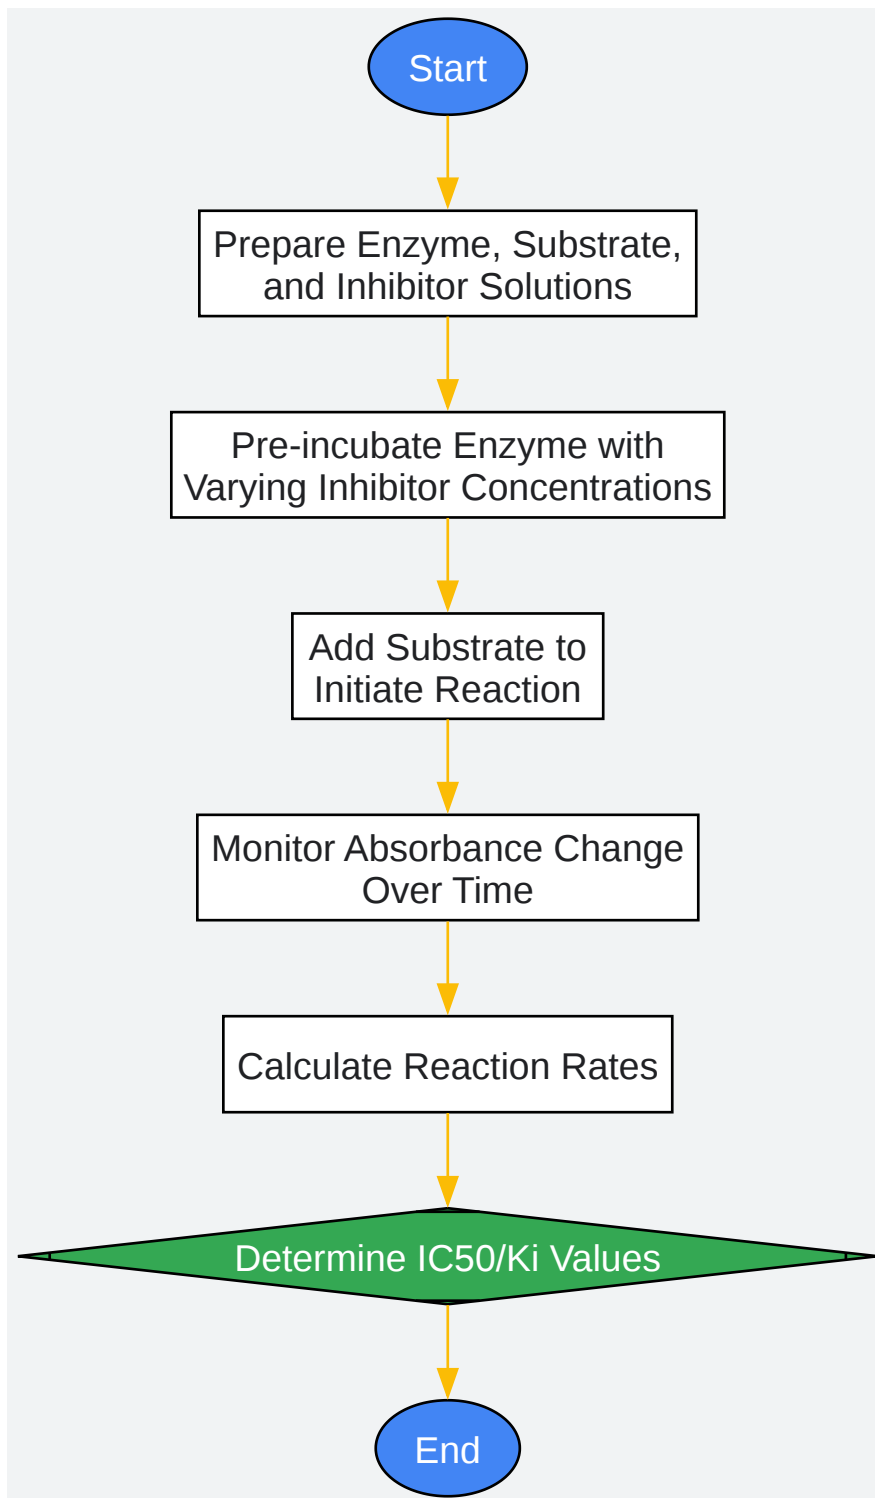 Start
Prepare Enzyme, Substrate,
and Inhibitor Solutions
Pre-incubate Enzyme with
Varying Inhibitor Concentrations
Add Substrate to
Initiate Reaction
Monitor Absorbance Change
Over Time
Calculate Reaction Rates
Determine IC50/Ki Values
End